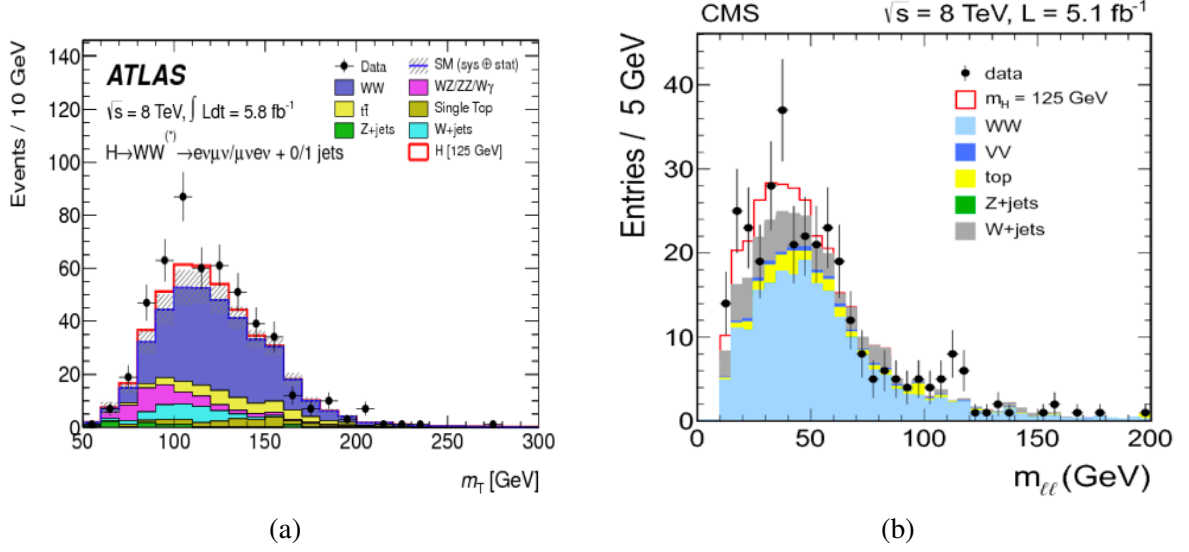 ATLAS
√s = 8 TeV, ∫ Ldt = 5.8 fb⁻¹
H→WW(*)→eνμν/μνeν + 0/1 jets
Data
SM (sys ⊕ stat)
WW
WZ/ZZ/Wγ
tt̄
Single Top
Z+jets
W+jets
H [125 GeV]
Events / 10 GeV
140
120
100
80
60
40
20
0
50 100 150 200 250 300
m_T [GeV]
(a)
CMS √s = 8 TeV, L = 5.1 fb⁻¹
data
m_H = 125 GeV
WW
VV
top
Z+jets
W+jets
Entries / 5 GeV
40
30
20
10
0
0 50 100 150 200
m_ℓℓ (GeV)
(b)